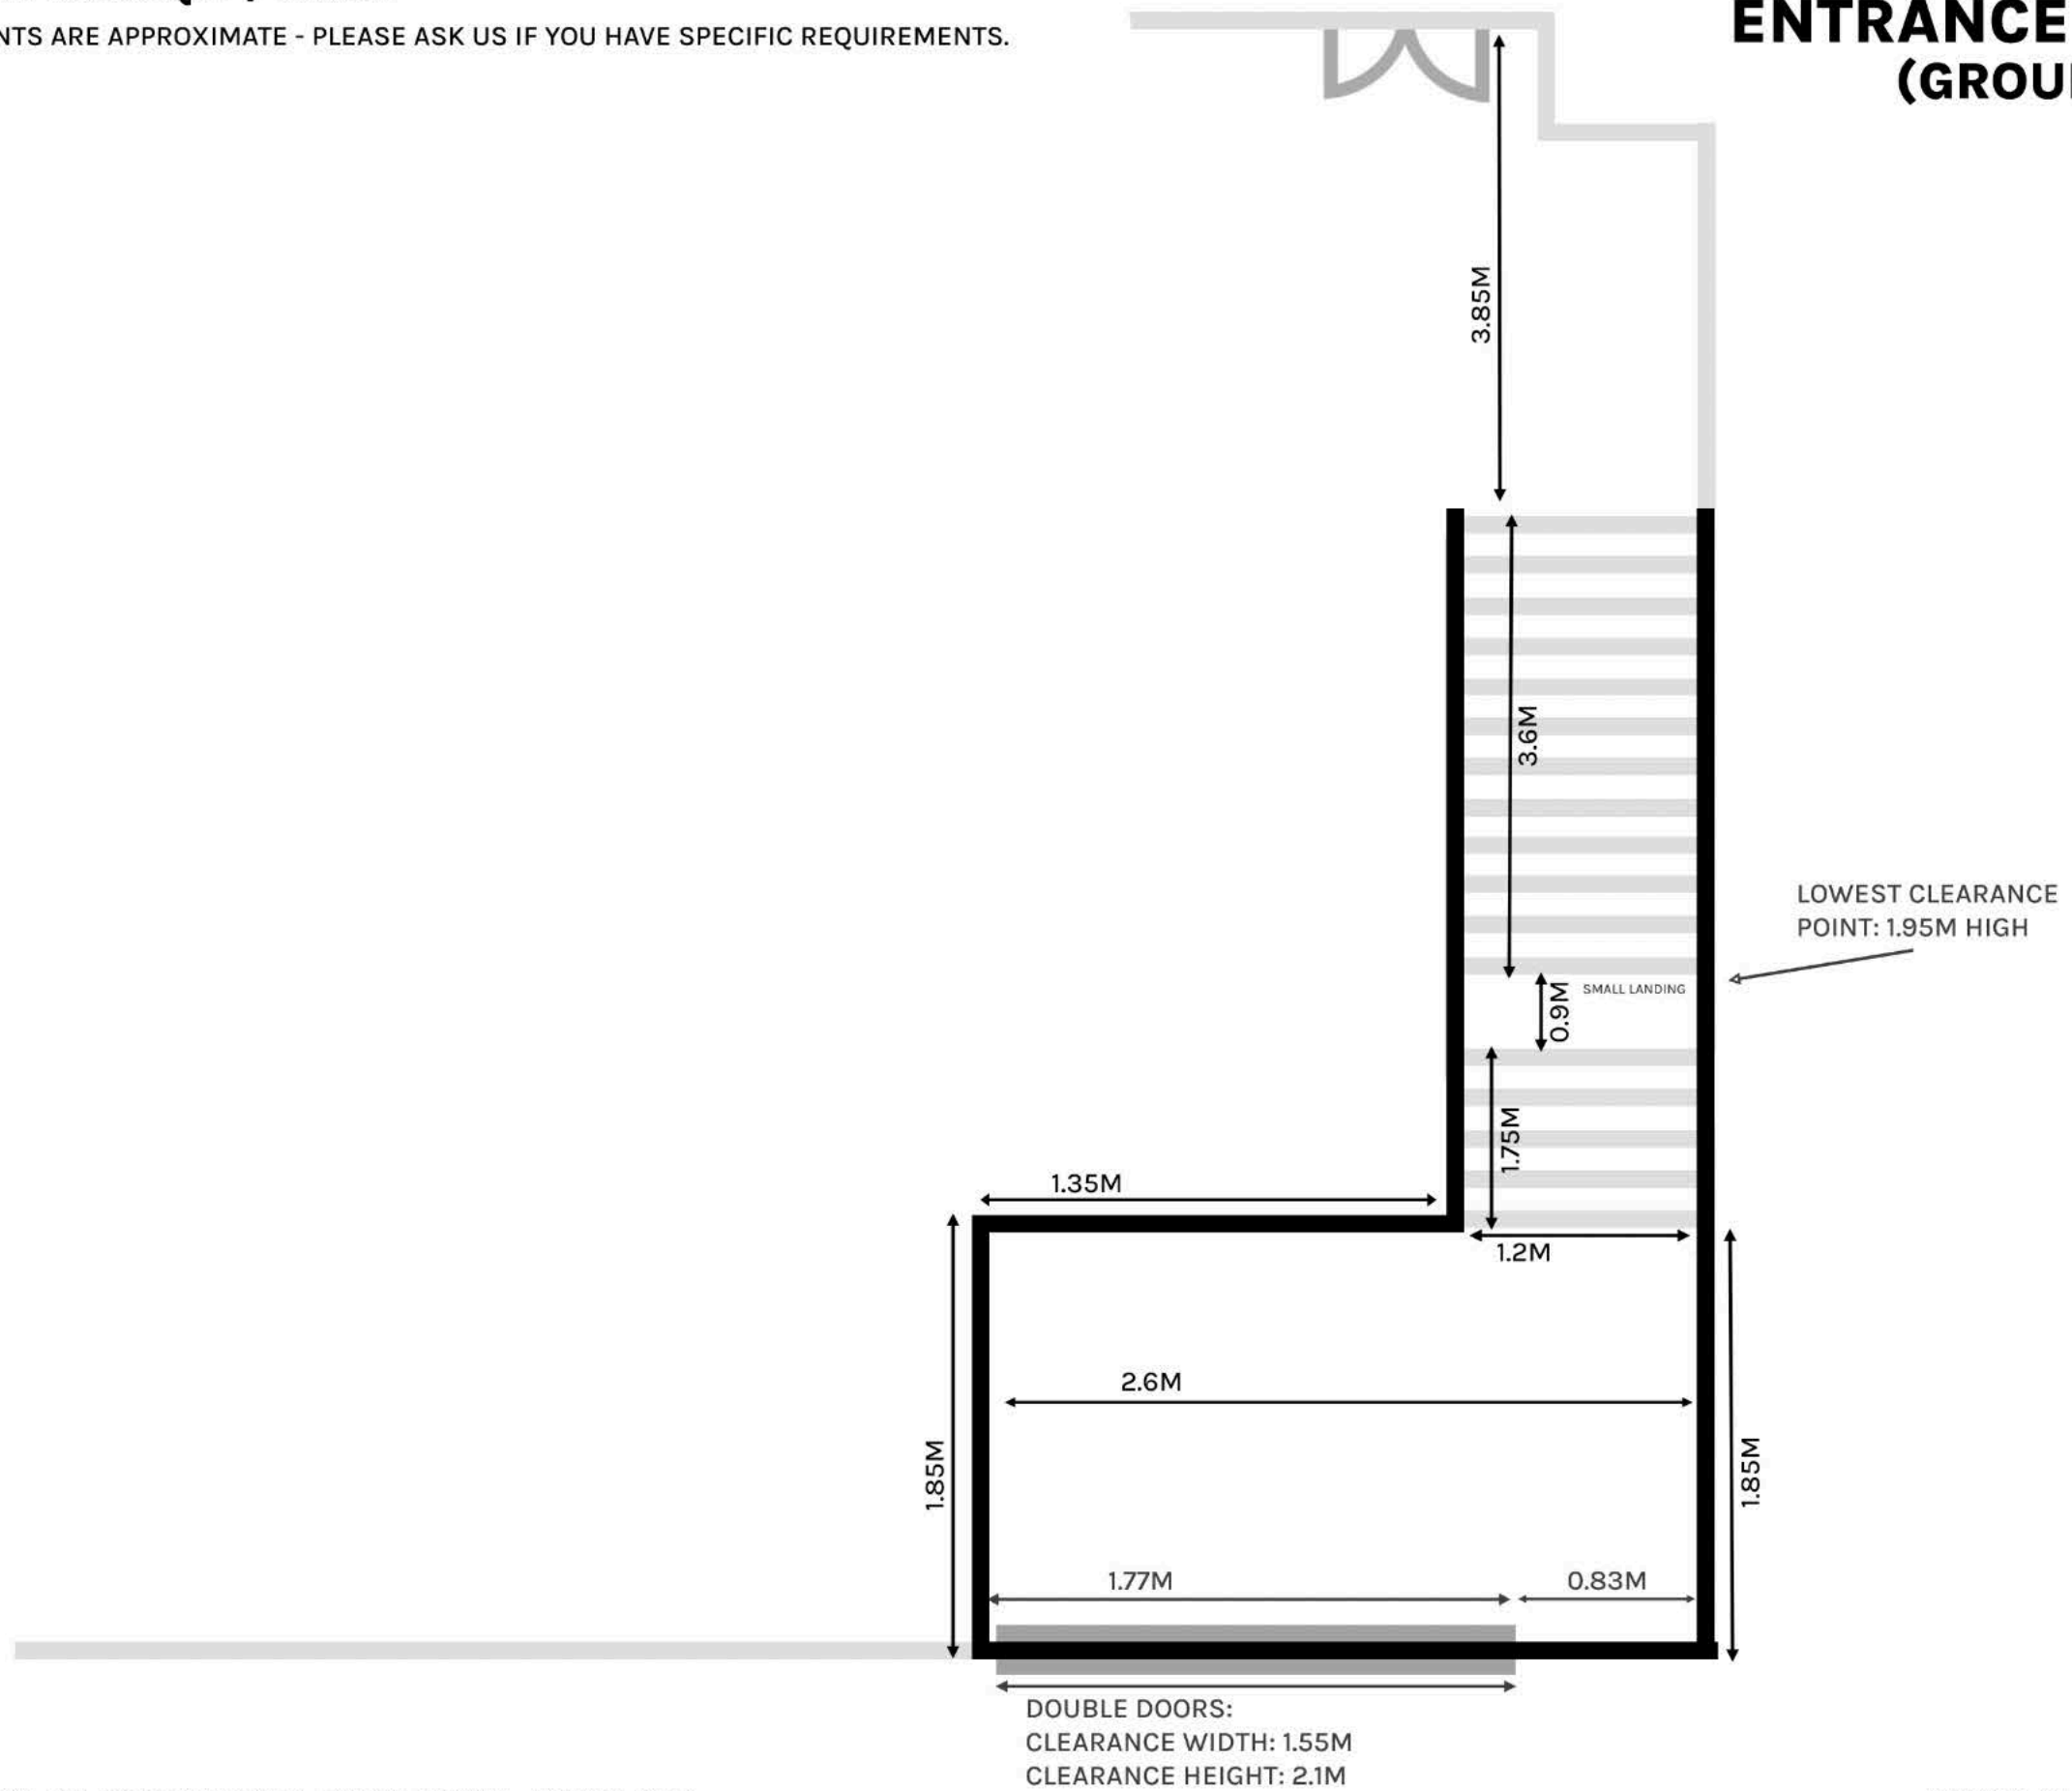 NTS ARE APPROXIMATE - PLEASE ASK US IF YOU HAVE SPECIFIC REQUIREMENTS.
ENTRANCE
(GROU
3.85M
3.6M
LOWEST CLEARANCE
POINT: 1.95M HIGH
SMALL LANDING
0.9M
1.75M
1.35M
1.2M
2.6M
1.85M
1.85M
1.77M
0.83M
DOUBLE DOORS:
CLEARANCE WIDTH: 1.55M
CLEARANCE HEIGHT: 2.1M